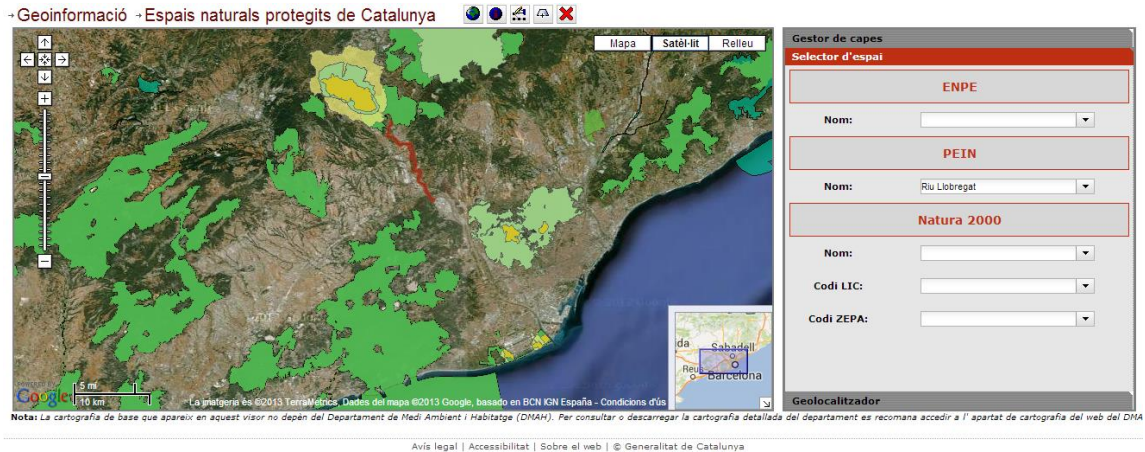 Geoinformació Espais naturals protegits de Catalunya
Mapa Satèl·lit Relleu
5 mi
10 km
POWERED BY
Google
La imatgeria és ©2013 TerraMetrics, Dades del mapa ©2013 Google, basado en BCN IGN España - Condicions d'ús
Sabadell
Reus
Barcelona
Gestor de capes
Selector d'espai
ENPE
Nom:
PEIN
Nom: Riu Llobregat
Natura 2000
Nom:
Codi LIC:
Codi ZEPA:
Geolocalitzador
Nota: La cartografia de base que apareix en aquest visor no depèn del Departament de Medi Ambient i Habitatge (DMAH). Per consultar o descarregar la cartografia detallada del departament es recomana accedir a l' apartat de cartografia del web del DMA
Avís legal | Accessibilitat | Sobre el web | © Generalitat de Catalunya